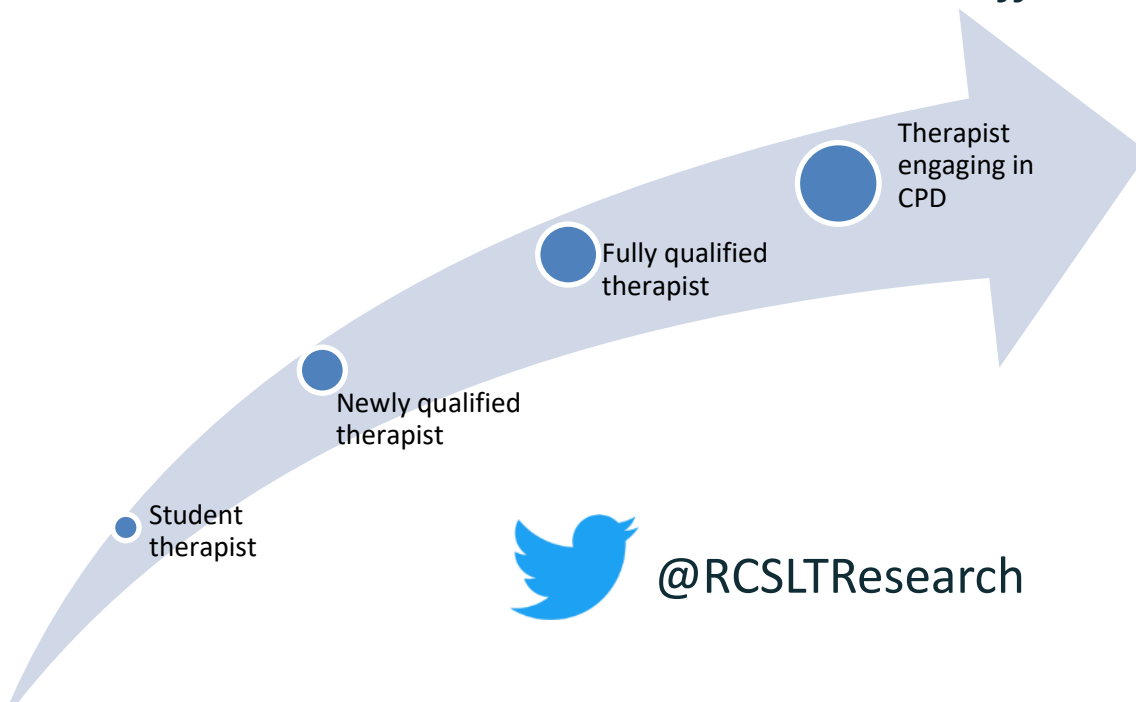 Therapist
engaging in
CPD
Fully qualified
therapist
Newly qualified
therapist
Student
therapist
@RCSLTResearch